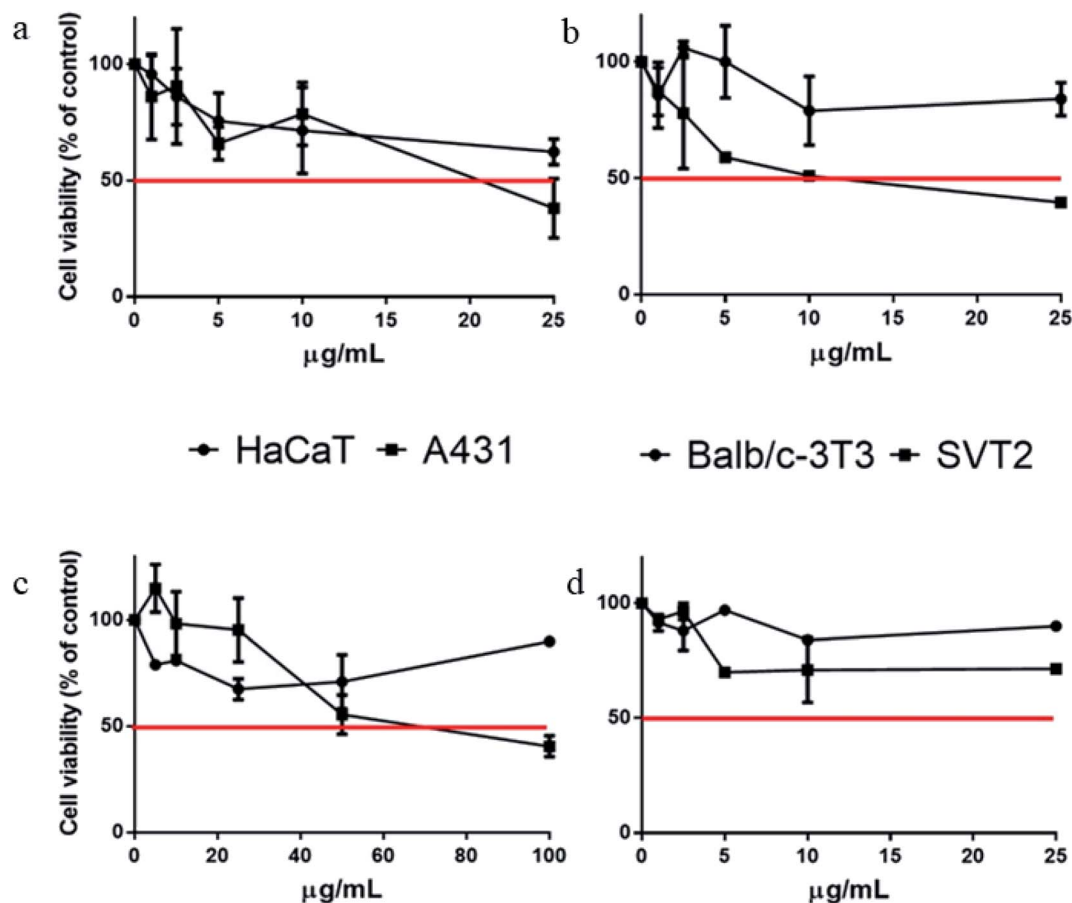 a
Cell viability (% of control)
100
50
0
0 5 10 15 20 25
μg/mL
b
100
50
0
0 5 10 15 20 25
μg/mL
HaCaT A431
Balb/c-3T3 SVT2
c
Cell viability (% of control)
100
50
0
0 20 40 60 80 100
μg/mL
d
100
50
0
0 5 10 15 20 25
μg/mL